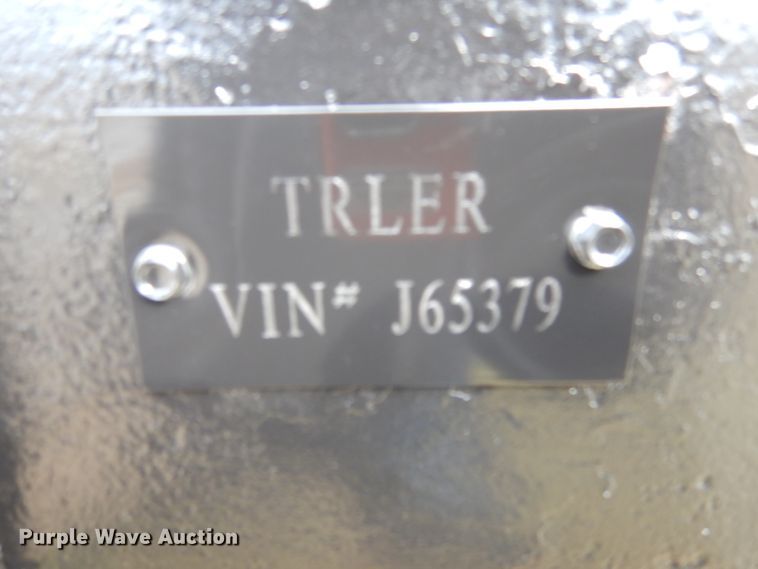 TRLER
VIN# J65379
Purple Wave Auction